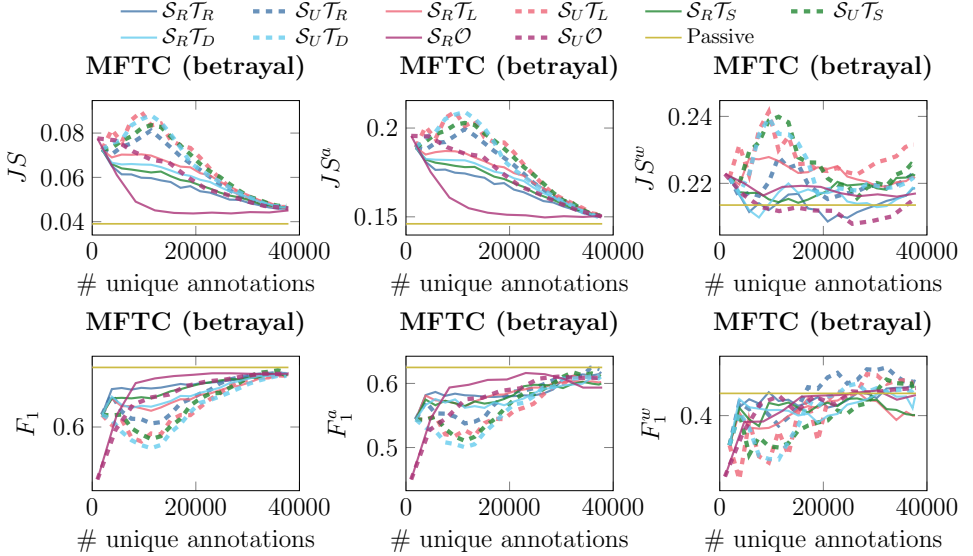 S_R T_R S_U T_R S_R T_L S_U T_L S_R T_S S_U T_S
S_R T_D S_U T_D S_R O S_U O Passive
MFTC (betrayal) MFTC (betrayal) MFTC (betrayal)
JS 0.08 0.06 0.04
JS^a 0.2 0.15
JS^w 0.24 0.22
0 20000 40000 0 20000 40000 0 20000 40000
# unique annotations # unique annotations # unique annotations
MFTC (betrayal) MFTC (betrayal) MFTC (betrayal)
F_1 0.6
F_1^a 0.6 0.5
F_1^w 0.4
0 20000 40000 0 20000 40000 0 20000 40000
# unique annotations # unique annotations # unique annotations